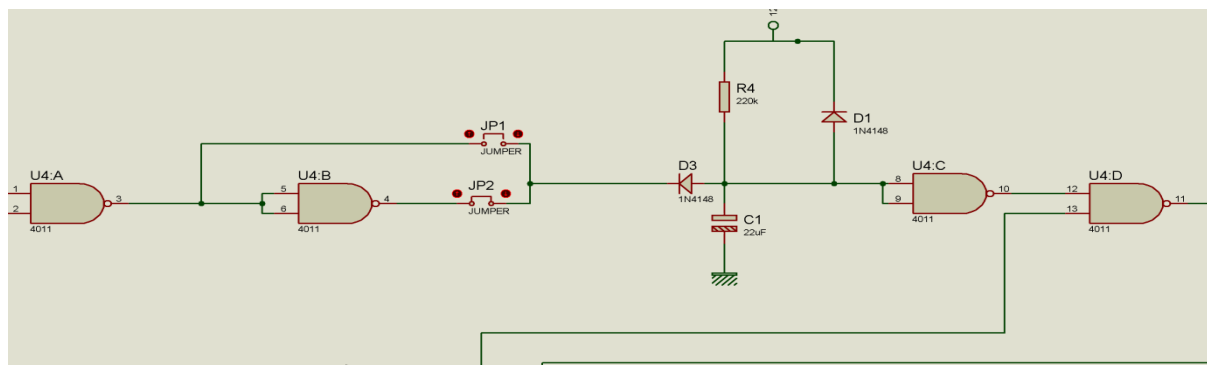 R4
220k
D1
1N4148
JP1
JUMPER
U4:A
1
2
3
4011
U4:B
5
6
4
4011
JP2
JUMPER
D3
1N4148
C1
22uF
U4:C
8
9
10
4011
U4:D
12
13
11
4011